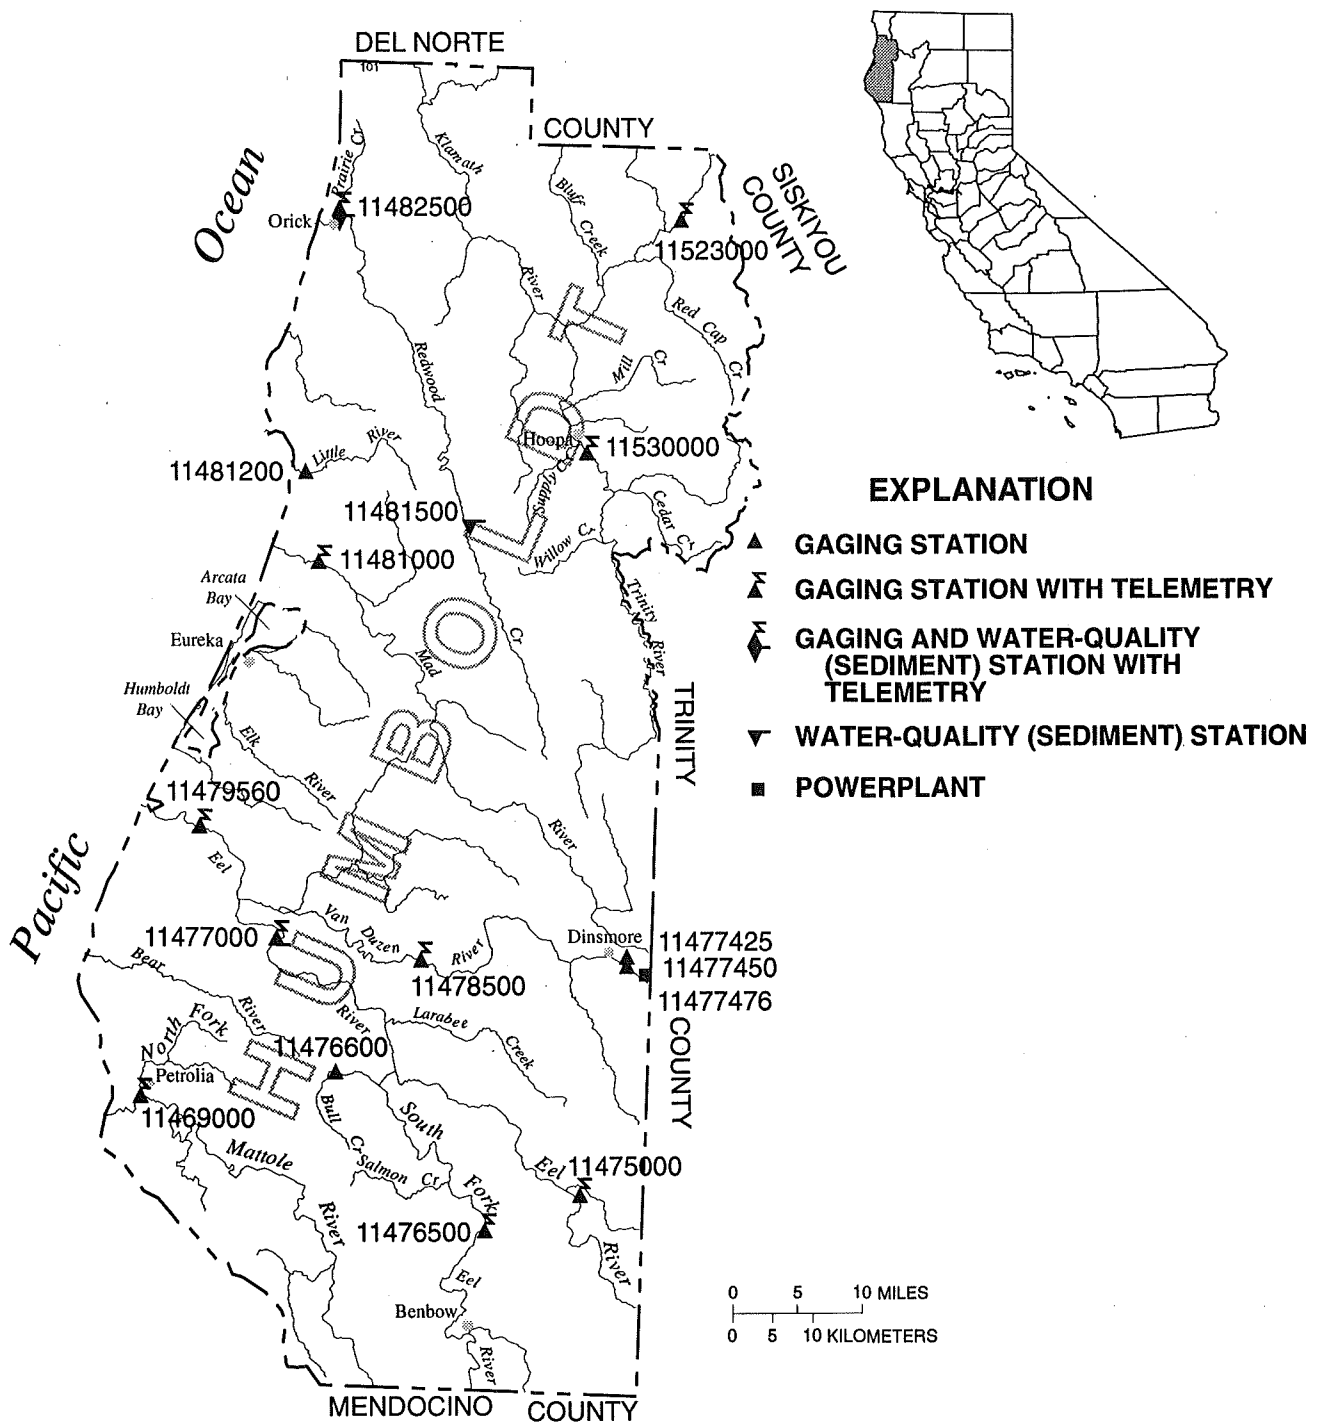 DEL NORTE
101
COUNTY
SISKIYOU
COUNTY
Ocean
Prairie Cr
Klamath
Bluff
Creek
11482500
Orick
11523000
River
Red Cap
Cr
Redwood
Mill
Cr
Hoopa
11530000
Little
River
11481200
Supply Cr
11481500
Cedar Cr
Willow Cr
11481000
Arcata
Bay
Trinity
River
Eureka
Cr
Mad
Humboldt
Bay
TRINITY
Elk
River
11479560
River
Eel
Pacific
HUMBOLDT
Van
Duzen
River
Dinsmore
11477425
11477000
11477450
Bear
River
11478500
11477476
River
Larabee
Creek
North
Fork
COUNTY
11476600
Petrolia
11469000
Bull
Cr
South
Mattole
Salmon
Cr
Eel
11475000
Fork
River
11476500
River
Eel
Benbow
River
MENDOCINO
COUNTY
EXPLANATION
GAGING STATION
GAGING STATION WITH TELEMETRY
GAGING AND WATER-QUALITY
(SEDIMENT) STATION WITH
TELEMETRY
WATER-QUALITY (SEDIMENT) STATION
POWERPLANT
0 5 10 MILES
0 5 10 KILOMETERS